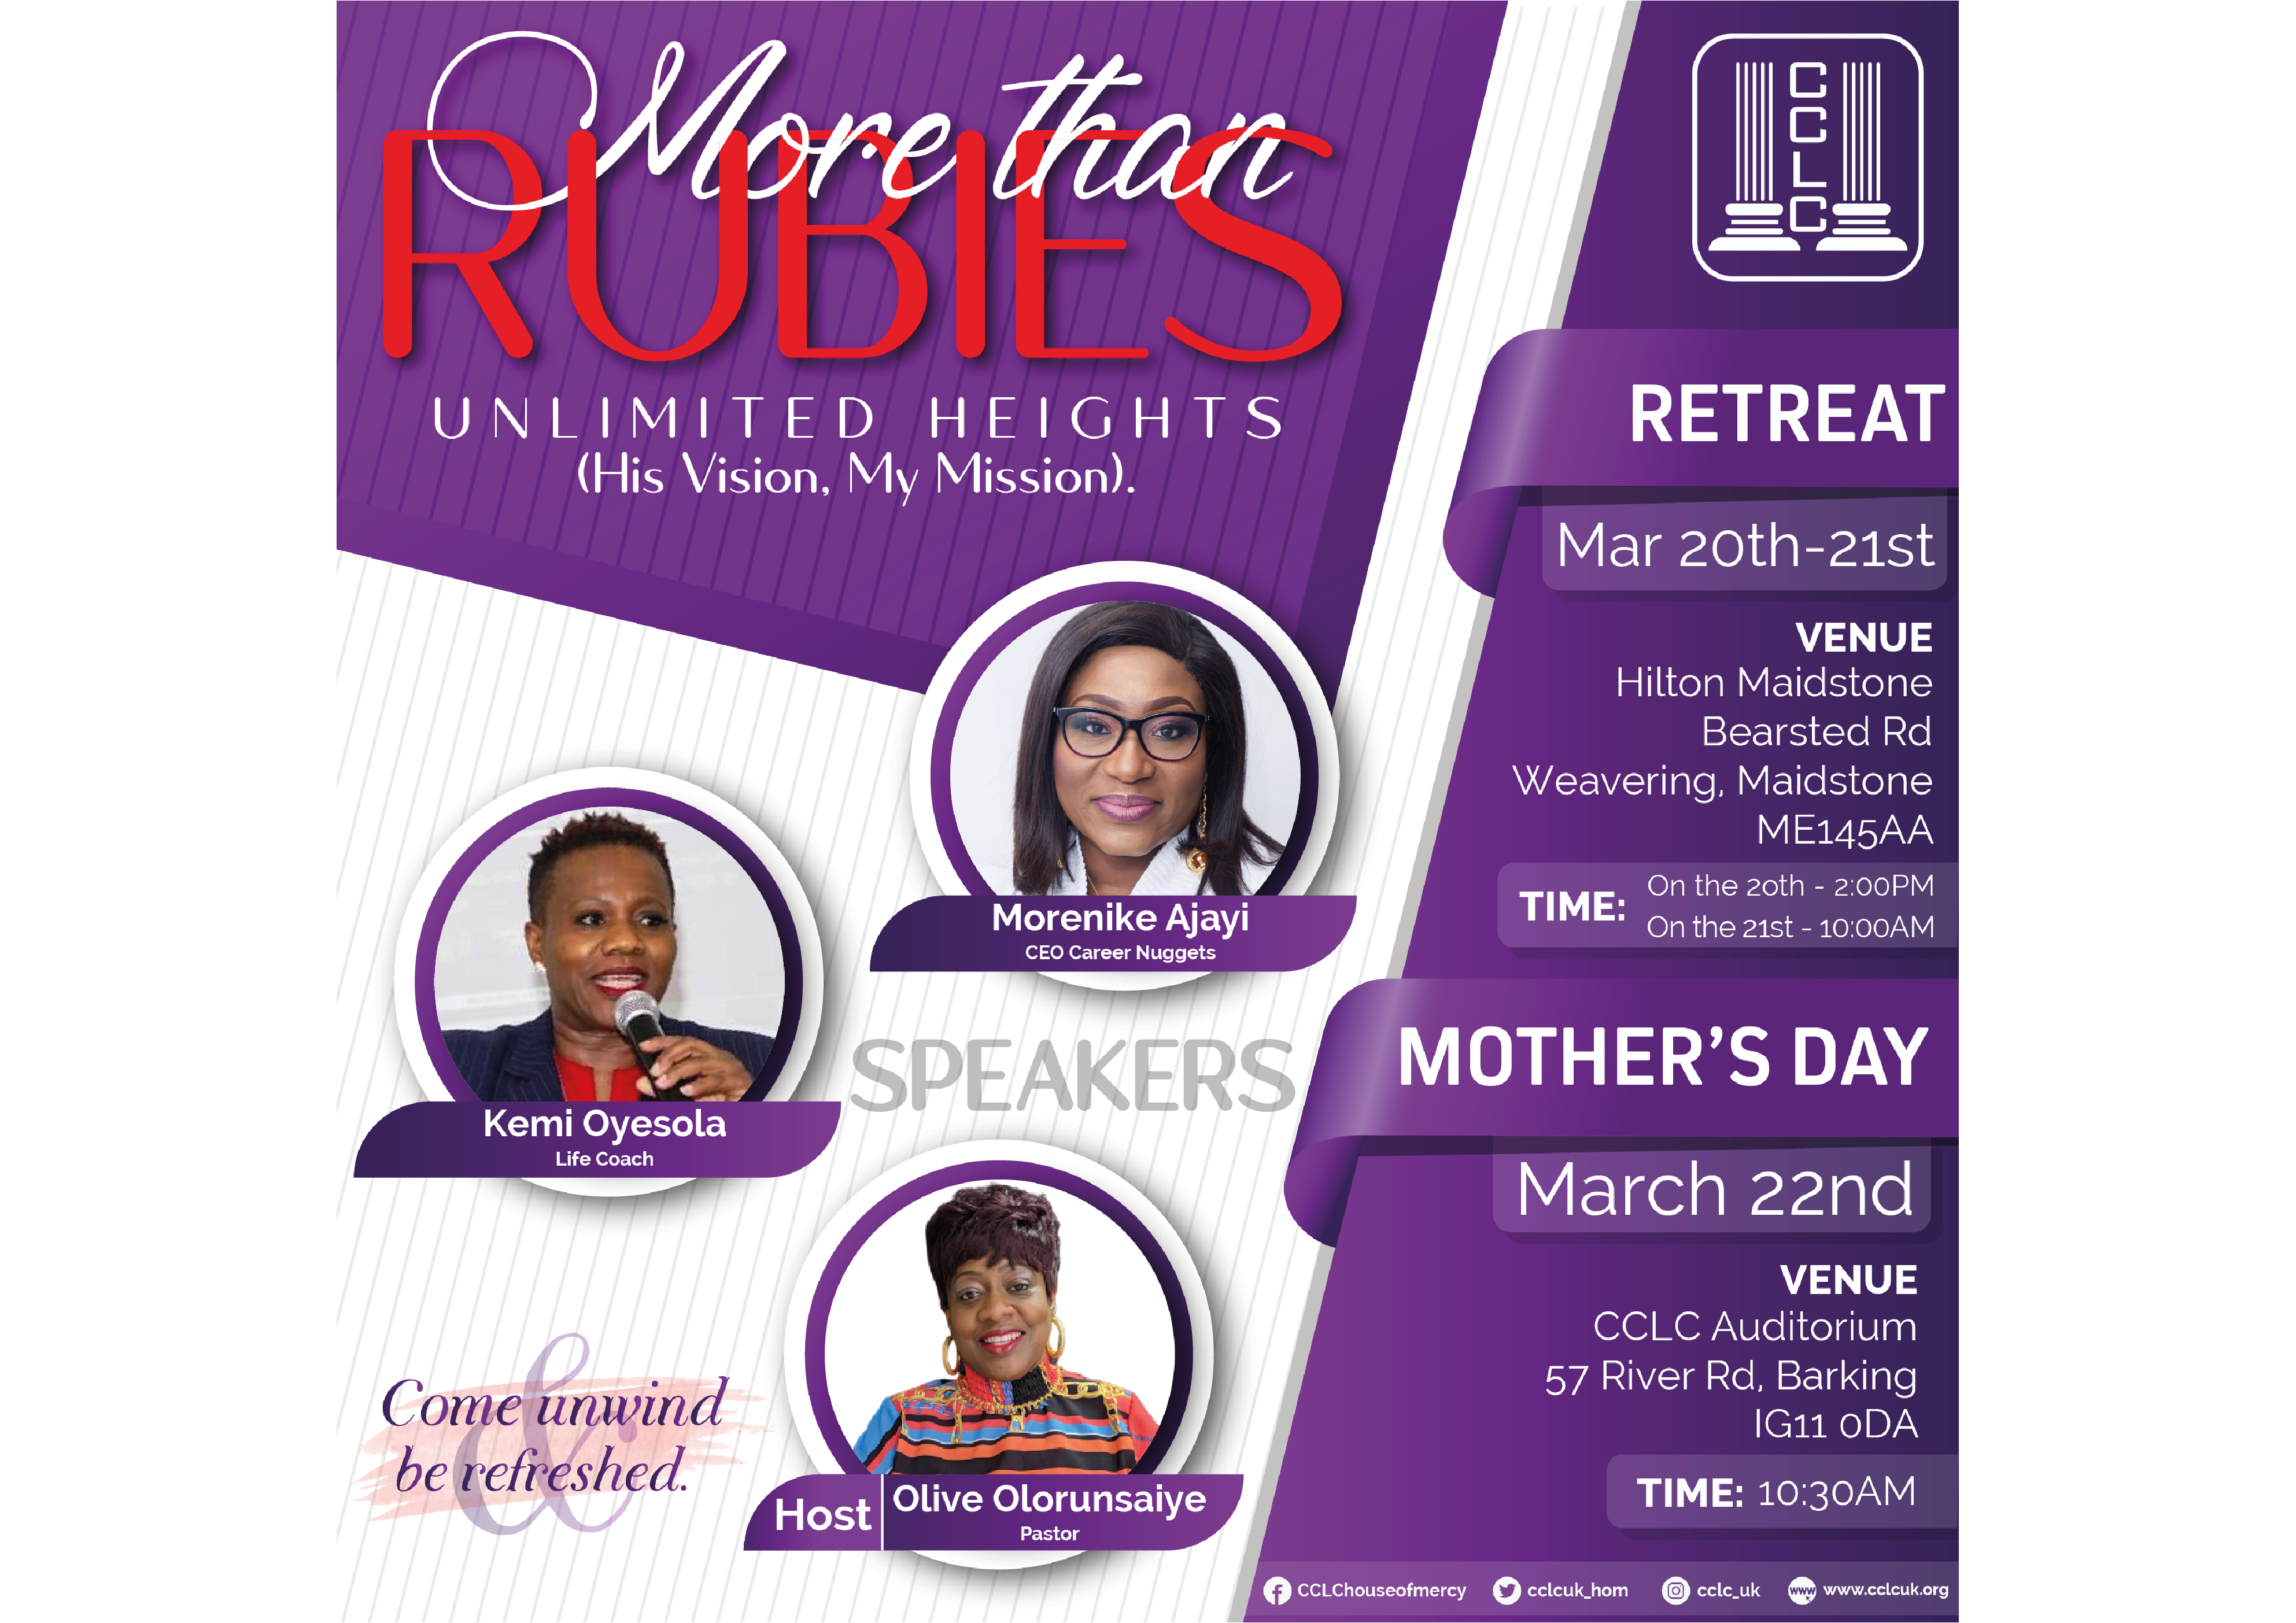 More than
RUBIES
UNLIMITED HEIGHTS
(His Vision, My Mission).
CCLC
RETREAT
Mar 20th-21st
VENUE
Hilton Maidstone
Bearsted Rd
Weavering, Maidstone
ME145AA
TIME: On the 20th - 2:00PM
On the 21st - 10:00AM
Morenike Ajayi
CEO Career Nuggets
Kemi Oyesola
Life Coach
SPEAKERS
MOTHER'S DAY
March 22nd
VENUE
CCLC Auditorium
57 River Rd, Barking
IG11 0DA
TIME: 10:30AM
Come unwind
&
be refreshed.
Host Olive Olorunsaiye
Pastor
CCLChouseofmercy cclcuk_hom cclc_uk www www.cclcuk.org